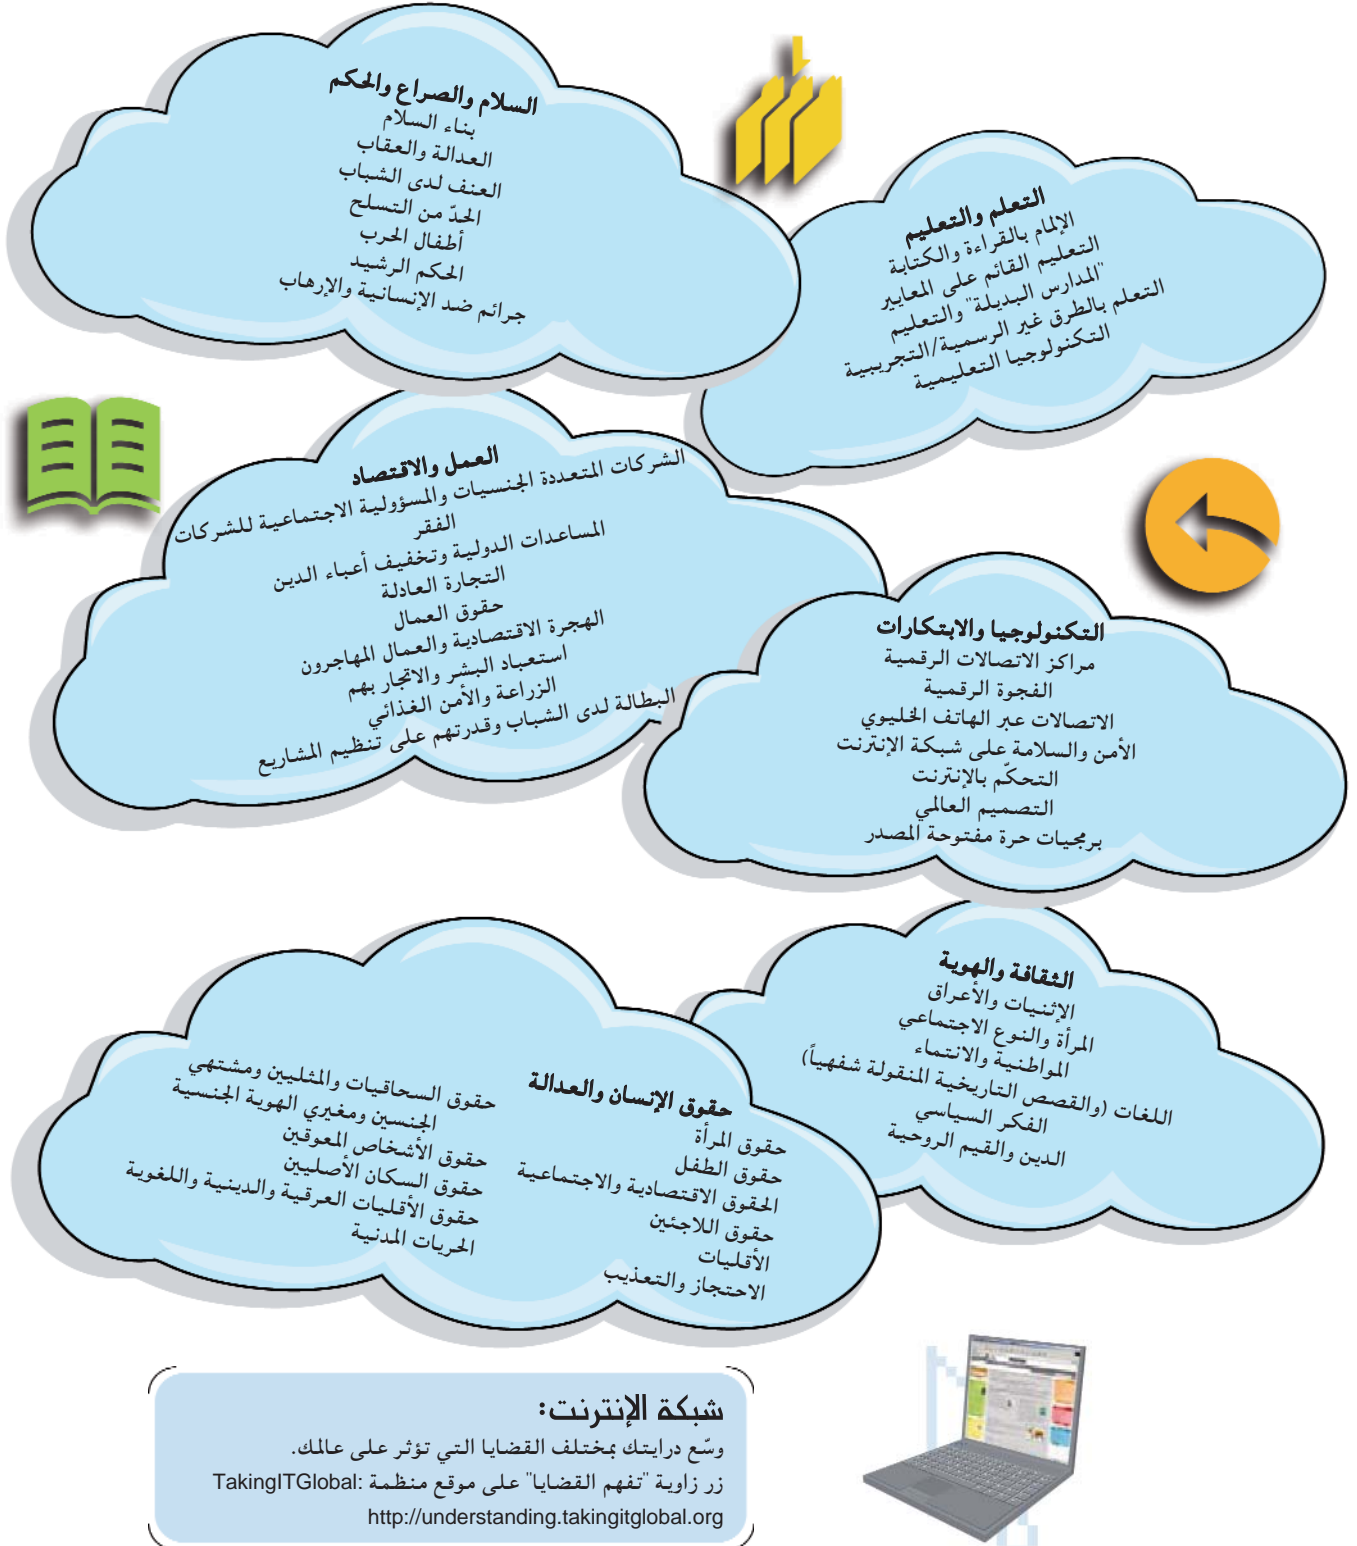 السلام والصراع والحكم
بناء السلام
العدالة والعقاب
العنف لدى الشباب
الحدّ من التسلح
أطفال الحرب
الحكم الرشيد
جرائم ضد الإنسانية والإرهاب
التعلم والتعليم
الإلمام بالقراءة والكتابة
التعليم القائم على المعايير
"المدارس البديلة" والتعليم
التعلم بالطرق غير الرسمية/التجريبية
التكنولوجيا التعليمية
العمل والاقتصاد
الشركات المتعددة الجنسيات والمسؤولية الاجتماعية للشركات
الفقر
المساعدات الدولية وتخفيف أعباء الدين
التجارة العادلة
حقوق العمال
الهجرة الاقتصادية والعمال المهاجرون
استعباد البشر والاتجار بهم
الزراعة والأمن الغذائي
البطالة لدى الشباب وقدرتهم على تنظيم المشاريع
التكنولوجيا والابتكارات
مراكز الاتصالات الرقمية
الفجوة الرقمية
الاتصالات عبر الهاتف الخليوي
الأمن والسلامة على شبكة الإنترنت
التحكّم بالإنترنت
التصميم العالمي
برمجيات حرة مفتوحة المصدر
الثقافة والهوية
الإثنيات والأعراق
المرأة والنوع الاجتماعي
المواطنية والانتماء
اللغات (والقصص التاريخية المنقولة شفهياً)
الفكر السياسي
الدين والقيم الروحية
حقوق الإنسان والعدالة
حقوق المرأة
حقوق الطفل
الحقوق الاقتصادية والاجتماعية
حقوق اللاجئين
الأقليات
الاحتجاز والتعذيب
حقوق السحاقيات والمثليين ومشتهي
الجنسين ومغيري الهوية الجنسية
حقوق الأشخاص المعوقين
حقوق السكان الأصليين
حقوق الأقليات العرقية والدينية واللغوية
الحريات المدنية
شبكة الإنترنت:
وسّع درايتك بمختلف القضايا التي تؤثر على عالمك.
زر زاوية "تفهم القضايا" على موقع منظمة TakingITGlobal:
http://understanding.takingitglobal.org